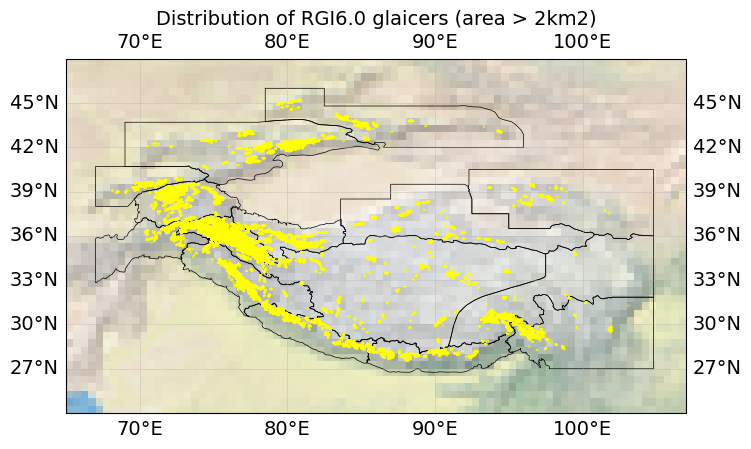 Distribution of RGI6.0 glaicers (area > 2km2)
70°E 80°E 90°E 100°E
45°N 45°N
42°N 42°N
39°N 39°N
36°N 36°N
33°N 33°N
30°N 30°N
27°N 27°N
70°E 80°E 90°E 100°E